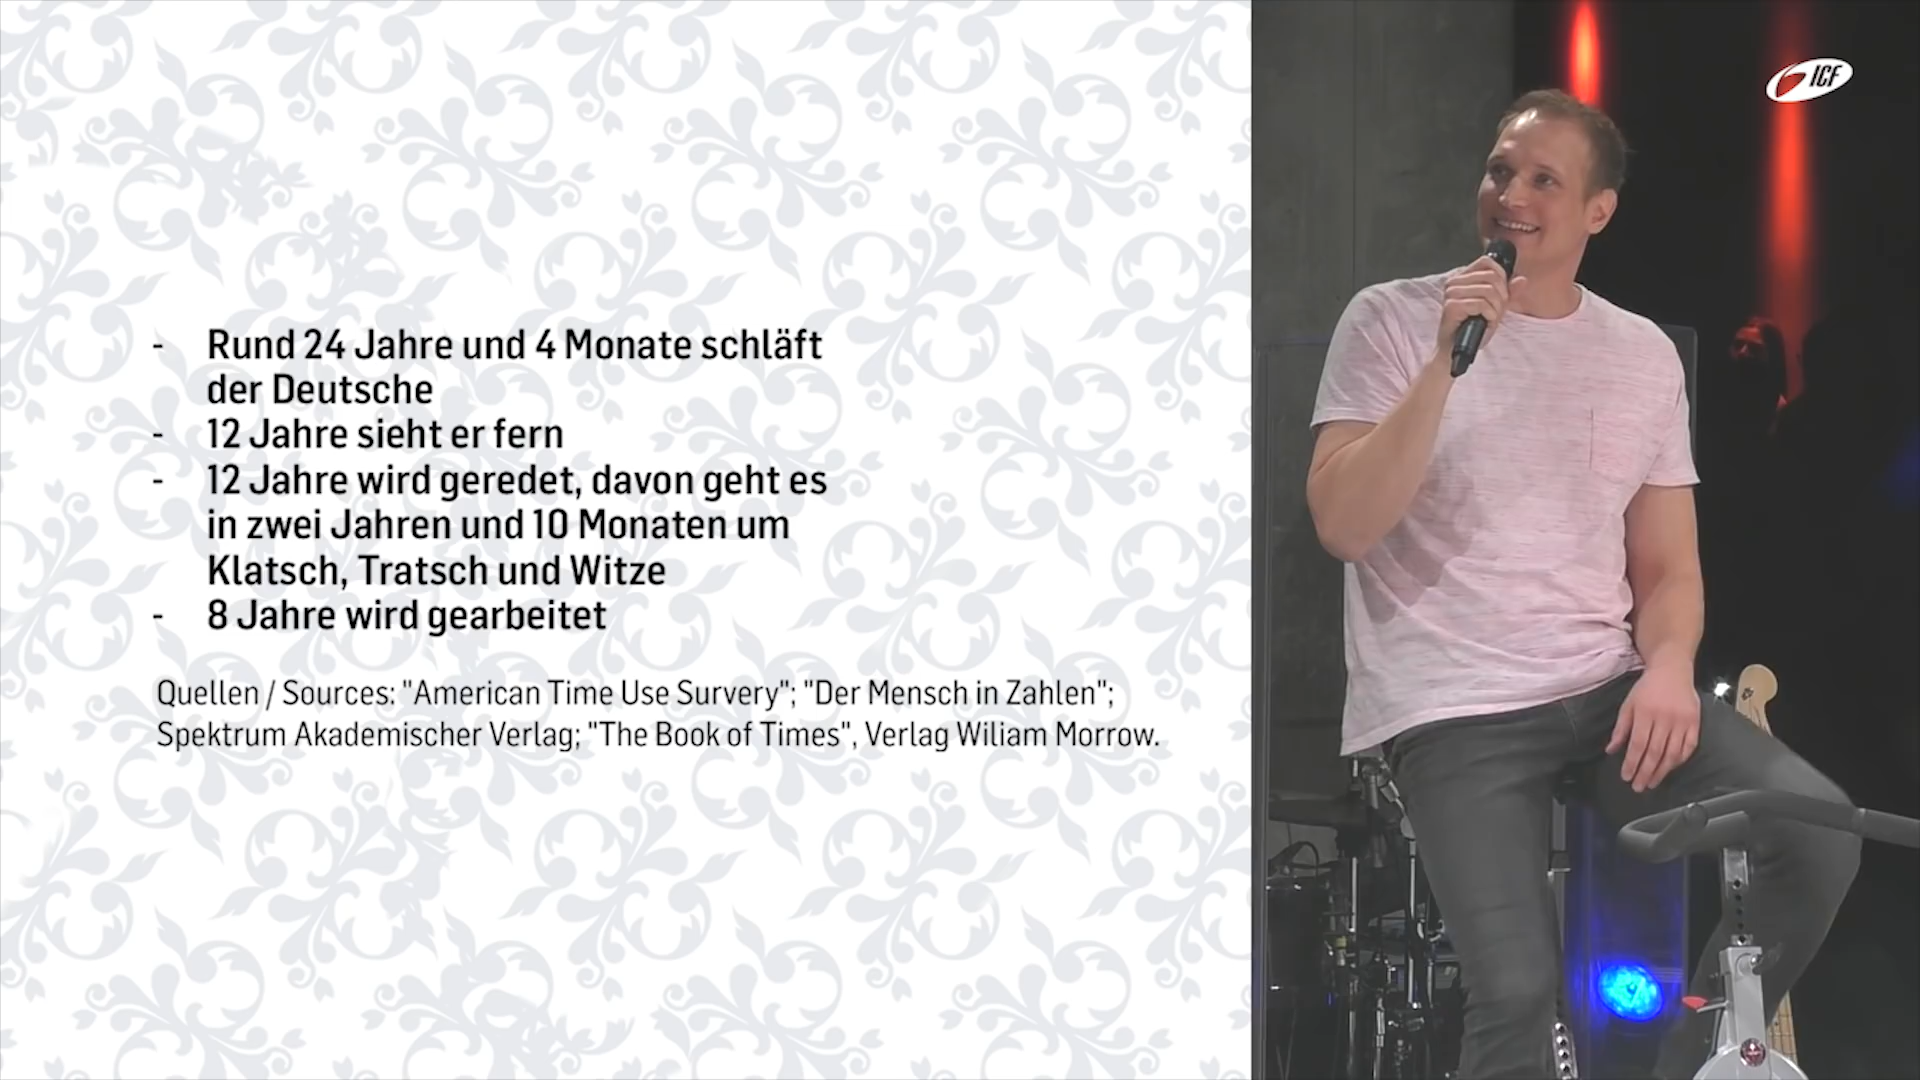 - Rund 24 Jahre und 4 Monate schläft
der Deutsche
- 12 Jahre sieht er fern
- 12 Jahre wird geredet, davon geht es
in zwei Jahren und 10 Monaten um
Klatsch, Tratsch und Witze
- 8 Jahre wird gearbeitet
Quellen / Sources: "American Time Use Survery"; "Der Mensch in Zahlen";
Spektrum Akademischer Verlag; "The Book of Times", Verlag Wiliam Morrow.
ICF